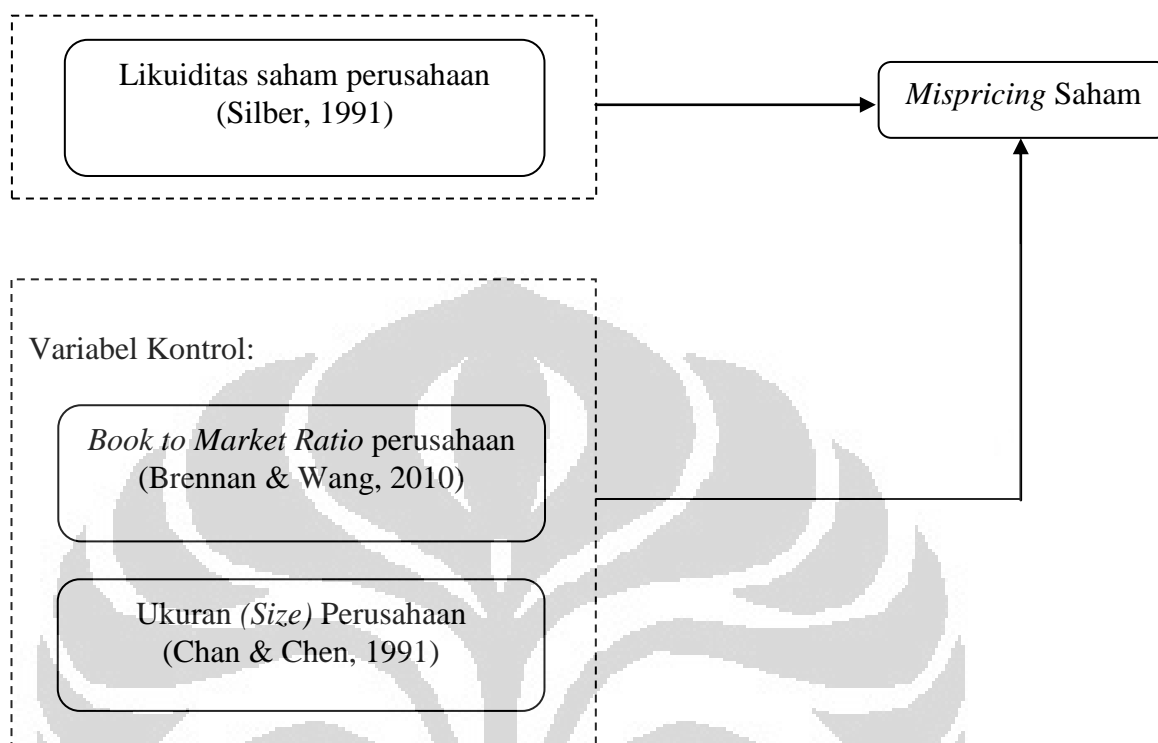 Likuiditas saham perusahaan
(Silber, 1991)
Mispricing Saham
Variabel Kontrol:
Book to Market Ratio perusahaan
(Brennan & Wang, 2010)
Ukuran (Size) Perusahaan
(Chan & Chen, 1991)